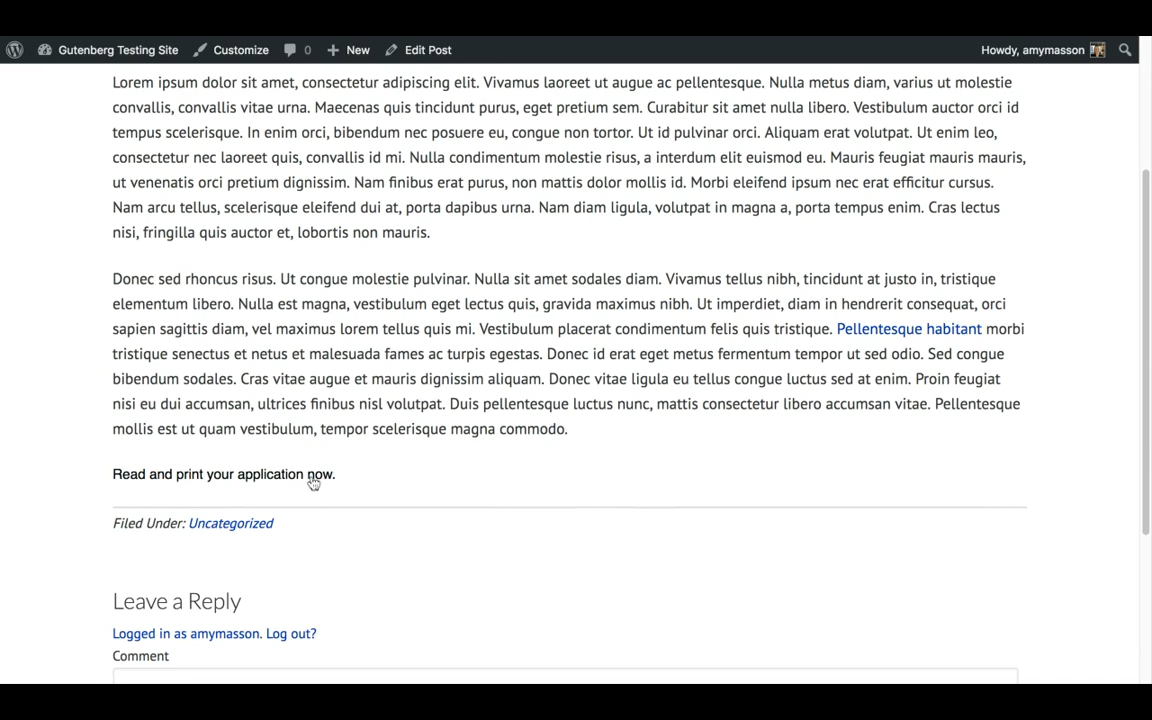 Gutenberg Testing Site Customize 0 New Edit Post Howdy, amymasson
Lorem ipsum dolor sit amet, consectetur adipiscing elit. Vivamus laoreet ut augue ac pellentesque. Nulla metus diam, varius ut molestie
convallis, convallis vitae urna. Maecenas quis tincidunt purus, eget pretium sem. Curabitur sit amet nulla libero. Vestibulum auctor orci id
tempus scelerisque. In enim orci, bibendum nec posuere eu, congue non tortor. Ut id pulvinar orci. Aliquam erat volutpat. Ut enim leo,
consectetur nec laoreet quis, convallis id mi. Nulla condimentum molestie risus, a interdum elit euismod eu. Mauris feugiat mauris mauris,
ut venenatis orci pretium dignissim. Nam finibus erat purus, non mattis dolor mollis id. Morbi eleifend ipsum nec erat efficitur cursus.
Nam arcu tellus, scelerisque eleifend dui at, porta dapibus urna. Nam diam ligula, volutpat in magna a, porta tempus enim. Cras lectus
nisi, fringilla quis auctor et, lobortis non mauris.
Donec sed rhoncus risus. Ut congue molestie pulvinar. Nulla sit amet sodales diam. Vivamus tellus nibh, tincidunt at justo in, tristique
elementum libero. Nulla est magna, vestibulum eget lectus quis, gravida maximus nibh. Ut imperdiet, diam in hendrerit consequat, orci
sapien sagittis diam, vel maximus lorem tellus quis mi. Vestibulum placerat condimentum felis quis tristique. Pellentesque habitant morbi
tristique senectus et netus et malesuada fames ac turpis egestas. Donec id erat eget metus fermentum tempor ut sed odio. Sed congue
bibendum sodales. Cras vitae augue et mauris dignissim aliquam. Donec vitae ligula eu tellus congue luctus sed at enim. Proin feugiat
nisi eu dui accumsan, ultrices finibus nisl volutpat. Duis pellentesque luctus nunc, mattis consectetur libero accumsan vitae. Pellentesque
mollis est ut quam vestibulum, tempor scelerisque magna commodo.
Read and print your application now.
Filed Under: Uncategorized
Leave a Reply
Logged in as amymasson. Log out?
Comment